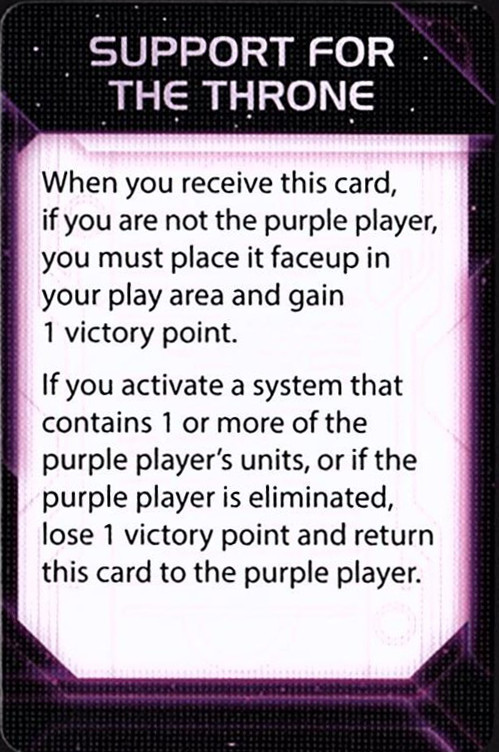 SUPPORT FOR
THE THRONE
When you receive this card,
if you are not the purple player,
you must place it faceup in
your play area and gain
1 victory point.
If you activate a system that
contains 1 or more of the
purple player's units, or if the
purple player is eliminated,
lose 1 victory point and return
this card to the purple player.